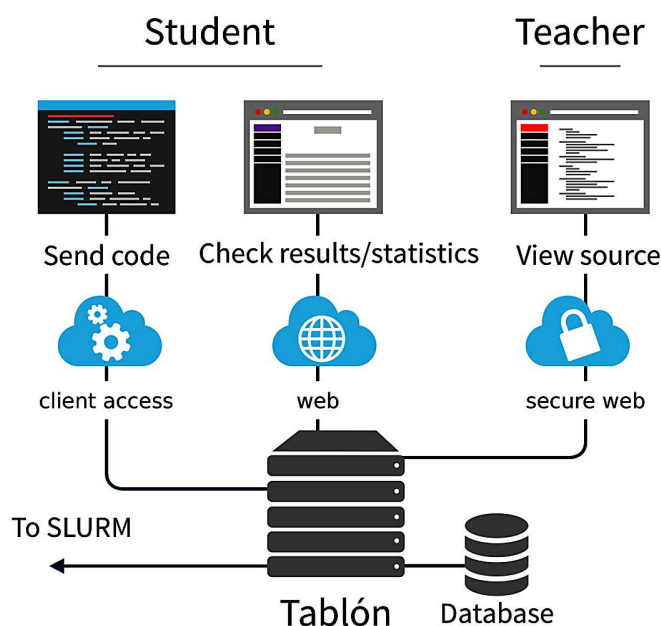 Student
Teacher
Send code
Check results/statistics
View source
client access
web
secure web
To SLURM
Tablón
Database